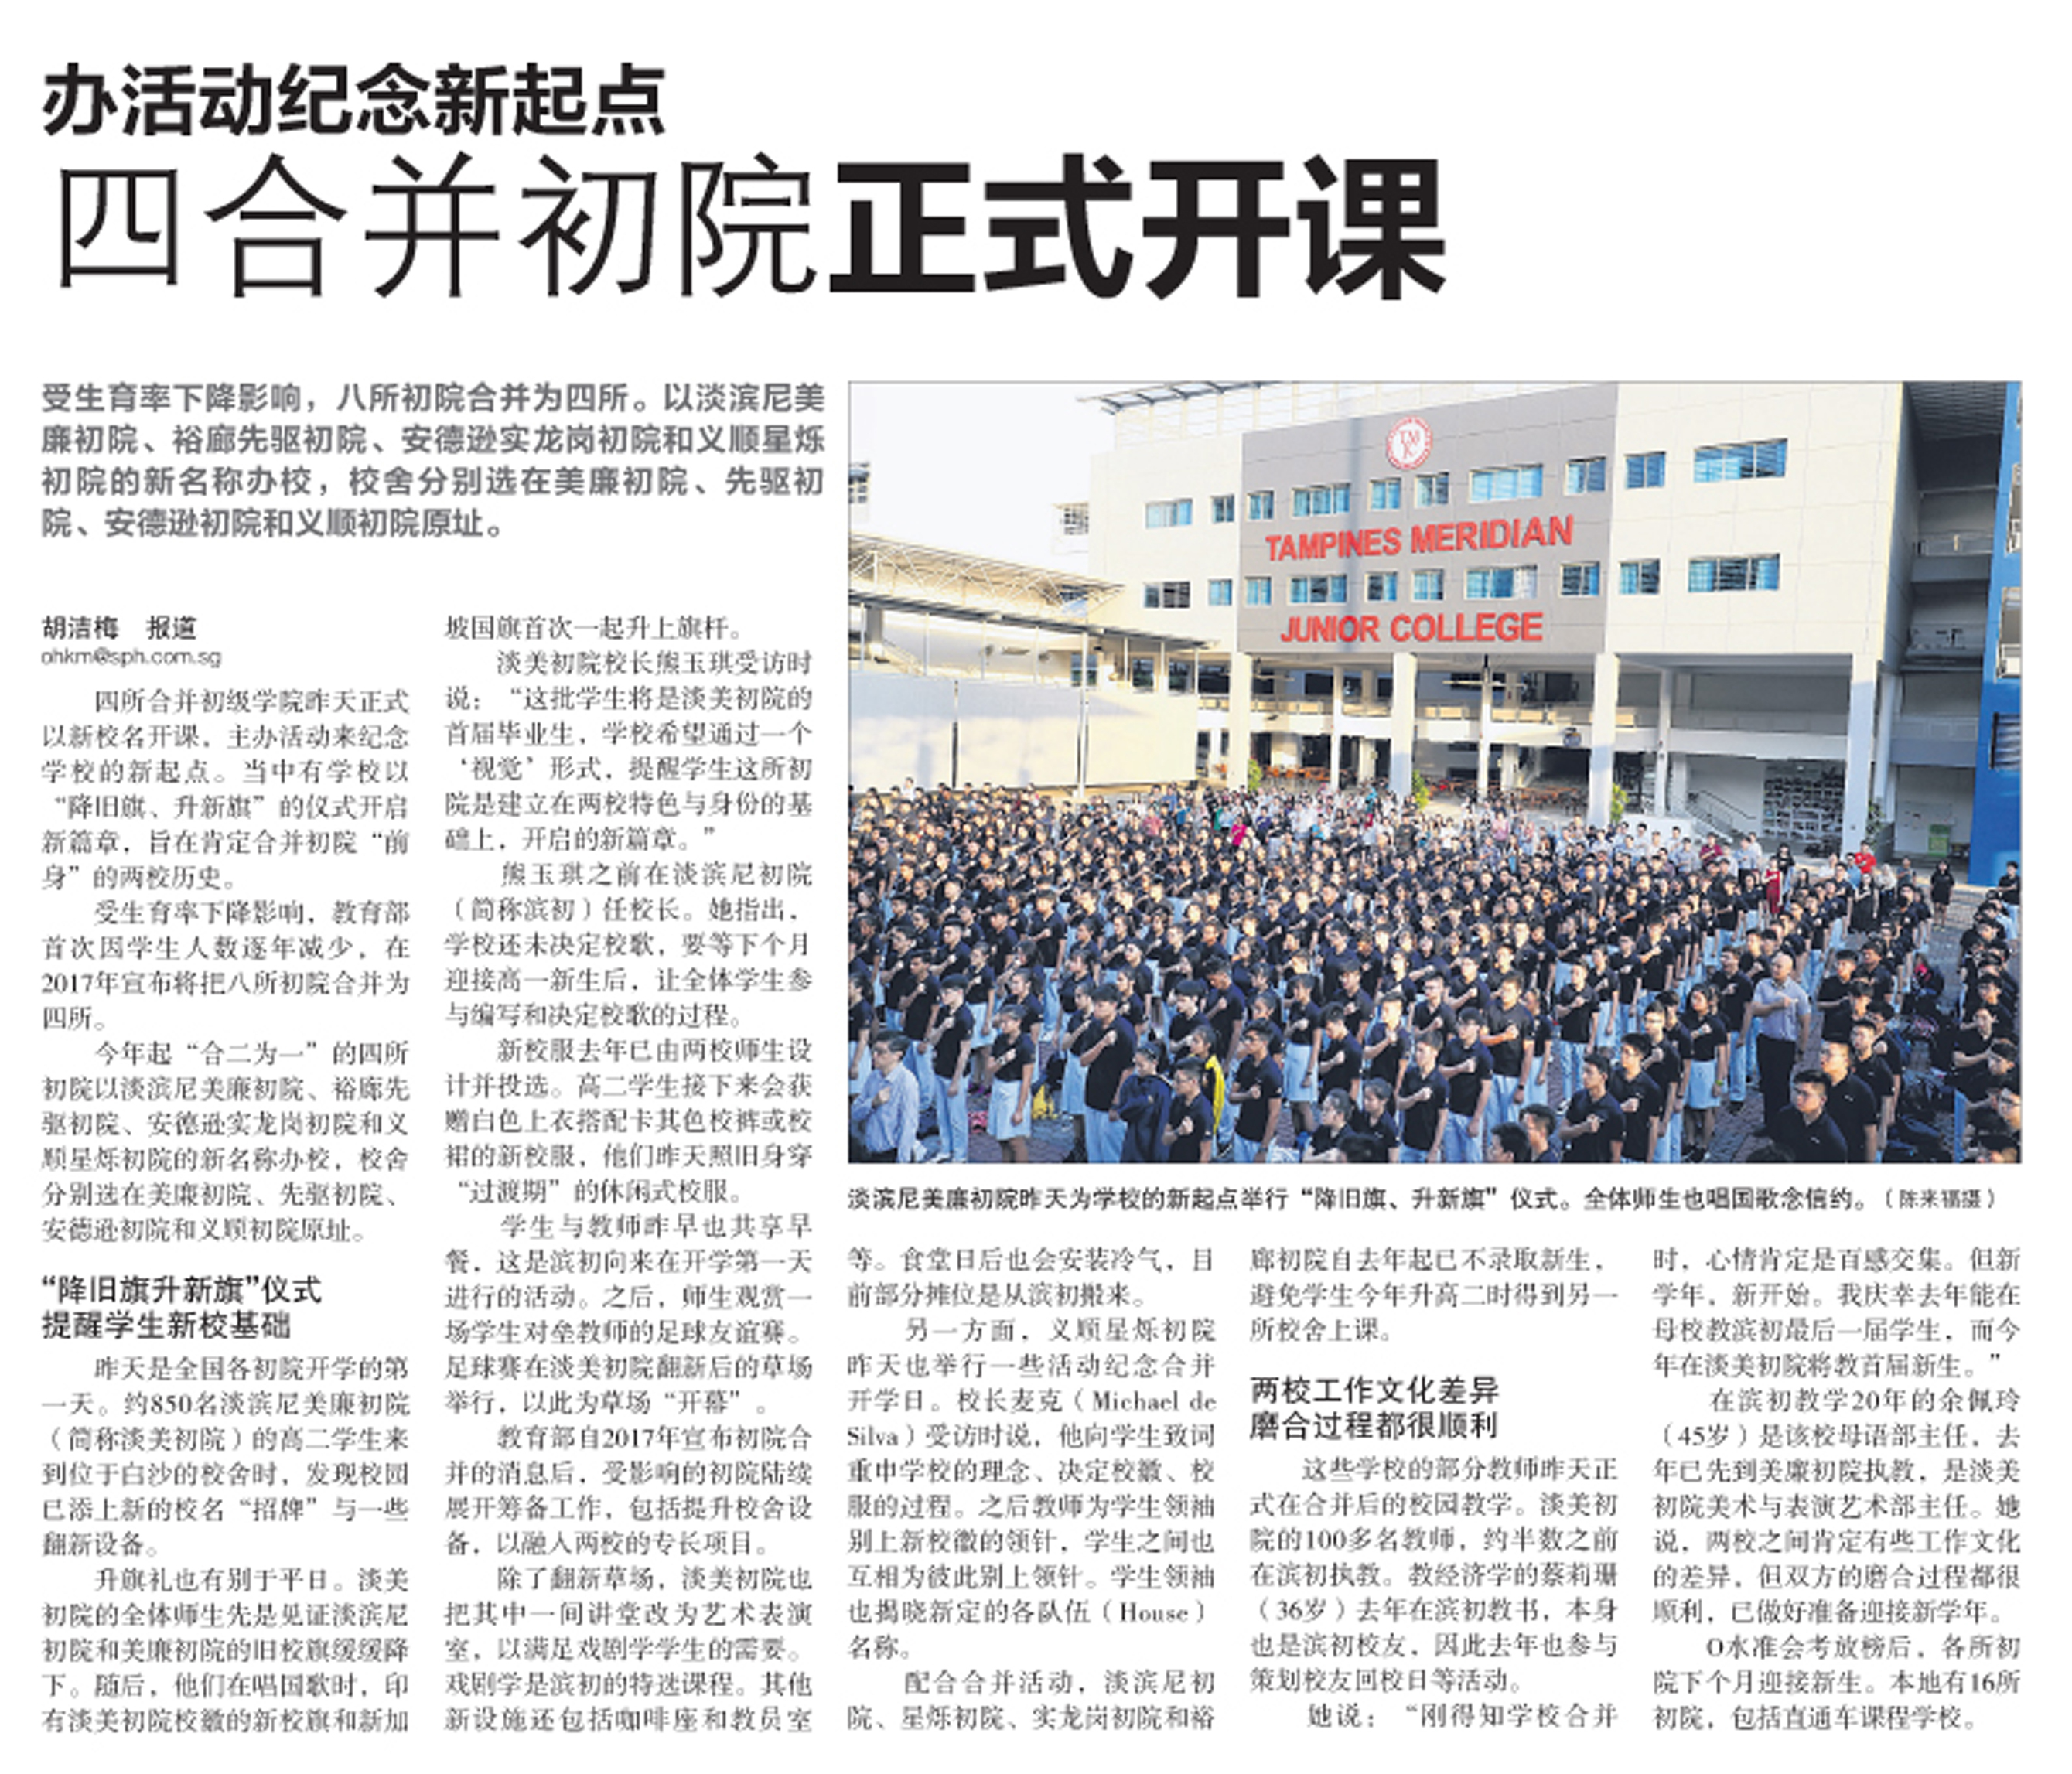 办活动纪念新起点
四合并初院正式开课
受生育率下降影响，八所初院合并为四所。以淡滨尼美
廉初院、裕廊先驱初院、安德逊实龙岗初院和义顺星烁
初院的新名称办校，校舍分别选在美廉初院、先驱初
院、安德逊初院和义顺初院原址。
胡洁梅　报道
ohkm@sph.com.sg
四所合并初级学院昨天正式
以新校名开课，主办活动来纪念
学校的新起点。当中有学校以
“降旧旗、升新旗”的仪式开启
新篇章，旨在肯定合并初院“前
身”的两校历史。
受生育率下降影响，教育部
首次因学生人数逐年减少，在
2017年宣布将把八所初院合并为
四所。
今年起“合二为一”的四所
初院以淡滨尼美廉初院、裕廊先
驱初院、安德逊实龙岗初院和义
顺星烁初院的新名称办校，校舍
分别选在美廉初院、先驱初院、
安德逊初院和义顺初院原址。
“降旧旗升新旗”仪式
提醒学生新校基础
昨天是全国各初院开学的第
一天。约850名淡滨尼美廉初院
（简称淡美初院）的高二学生来
到位于白沙的校舍时，发现校园
已添上新的校名“招牌”与一些
翻新设备。
升旗礼也有别于平日。淡美
初院的全体师生先是见证淡滨尼
初院和美廉初院的旧校旗缓缓降
下。随后，他们在唱国歌时，印
有淡美初院校徽的新校旗和新加
坡国旗首次一起升上旗杆。
淡美初院校长熊玉琪受访时
说：“这批学生将是淡美初院的
首届毕业生，学校希望通过一个
‘视觉’形式，提醒学生这所初
院是建立在两校特色与身份的基
础上，开启的新篇章。”
熊玉琪之前在淡滨尼初院
（简称滨初）任校长。她指出，
学校还未决定校歌，要等下个月
迎接高一新生后，让全体学生参
与编写和决定校歌的过程。
新校服去年已由两校师生设
计并投选。高二学生接下来会获
赠白色上衣搭配卡其色校裤或校
裙的新校服，他们昨天照旧身穿
“过渡期”的休闲式校服。
学生与教师昨早也共享早
餐，这是滨初向来在开学第一天
进行的活动。之后，师生观赏一
场学生对垒教师的足球友谊赛。
足球赛在淡美初院翻新后的草场
举行，以此为草场“开幕”。
教育部自2017年宣布初院合
并的消息后，受影响的初院陆续
展开筹备工作，包括提升校舍设
备，以融入两校的专长项目。
除了翻新草场，淡美初院也
把其中一间讲堂改为艺术表演
室，以满足戏剧学学生的需要。
戏剧学是滨初的特选课程。其他
新设施还包括咖啡座和教员室
TAMPINES MERIDIAN
JUNIOR COLLEGE
淡滨尼美廉初院昨天为学校的新起点举行“降旧旗、升新旗”仪式。全体师生也唱国歌念信约。（陈来福摄）
等。食堂日后也会安装冷气，目
前部分摊位是从滨初搬来。
另一方面，义顺星烁初院
昨天也举行一些活动纪念合并
开学日。校长麦克（Michael de
Silva）受访时说，他向学生致词
重申学校的理念、决定校徽、校
服的过程。之后教师为学生领袖
别上新校徽的领针，学生之间也
互相为彼此别上领针。学生领袖
也揭晓新定的各队伍（House）
名称。
配合合并活动，淡滨尼初
院、星烁初院、实龙岗初院和裕
廊初院自去年起已不录取新生，
避免学生今年升高二时得到另一
所校舍上课。
两校工作文化差异
磨合过程都很顺利
这些学校的部分教师昨天正
式在合并后的校园教学。淡美初
院的100多名教师，约半数之前
在滨初执教。教经济学的蔡莉珊
（36岁）去年在滨初教书，本身
也是滨初校友，因此去年也参与
策划校友回校日等活动。
她说：“刚得知学校合并
时，心情肯定是百感交集。但新
学年，新开始。我庆幸去年能在
母校教滨初最后一届学生，而今
年在淡美初院将教首届新生。”
在滨初教学20年的余佩玲
（45岁）是该校母语部主任，去
年已先到美廉初院执教，是淡美
初院美术与表演艺术部主任。她
说，两校之间肯定有些工作文化
的差异，但双方的磨合过程都很
顺利，已做好准备迎接新学年。
O水准会考放榜后，各所初
院下个月迎接新生。本地有16所
初院，包括直通车课程学校。